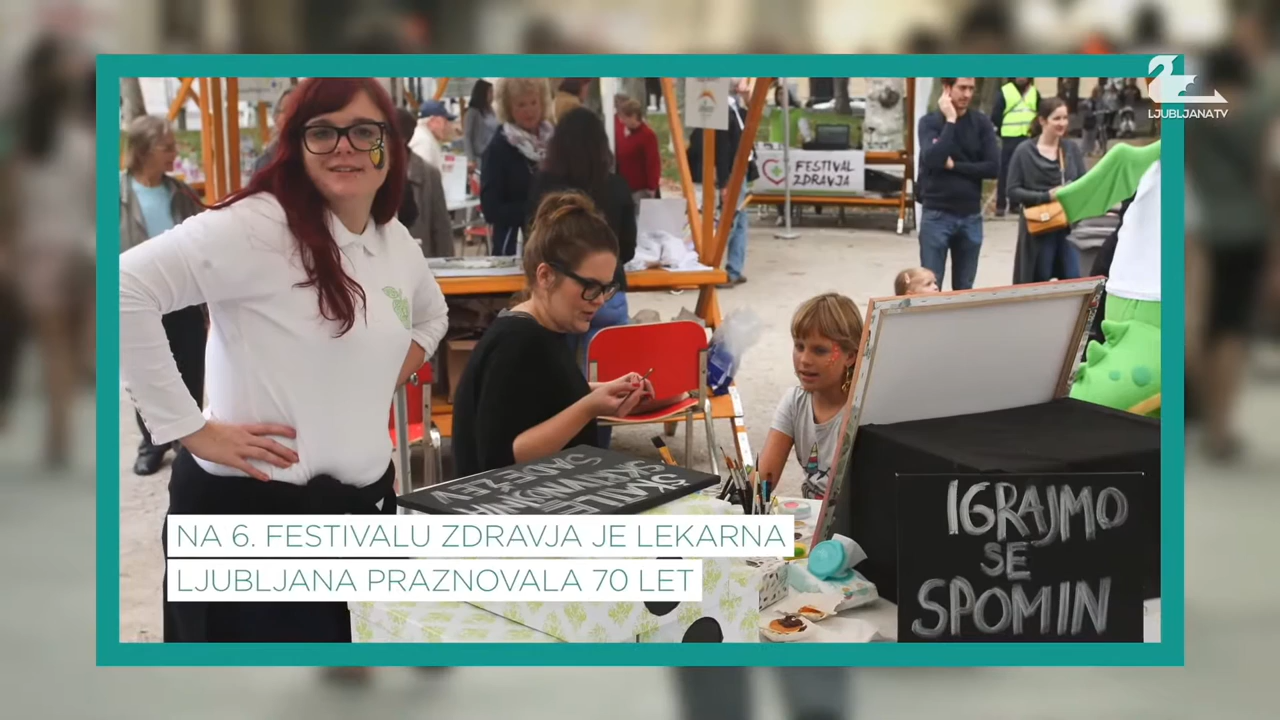 LJUBLJANATV
FESTIVAL
ZDRAVJA
IGRAJMO
SE
SPOMIN
NA 6. FESTIVALU ZDRAVJA JE LEKARNA
LJUBLJANA PRAZNOVALA 70 LET